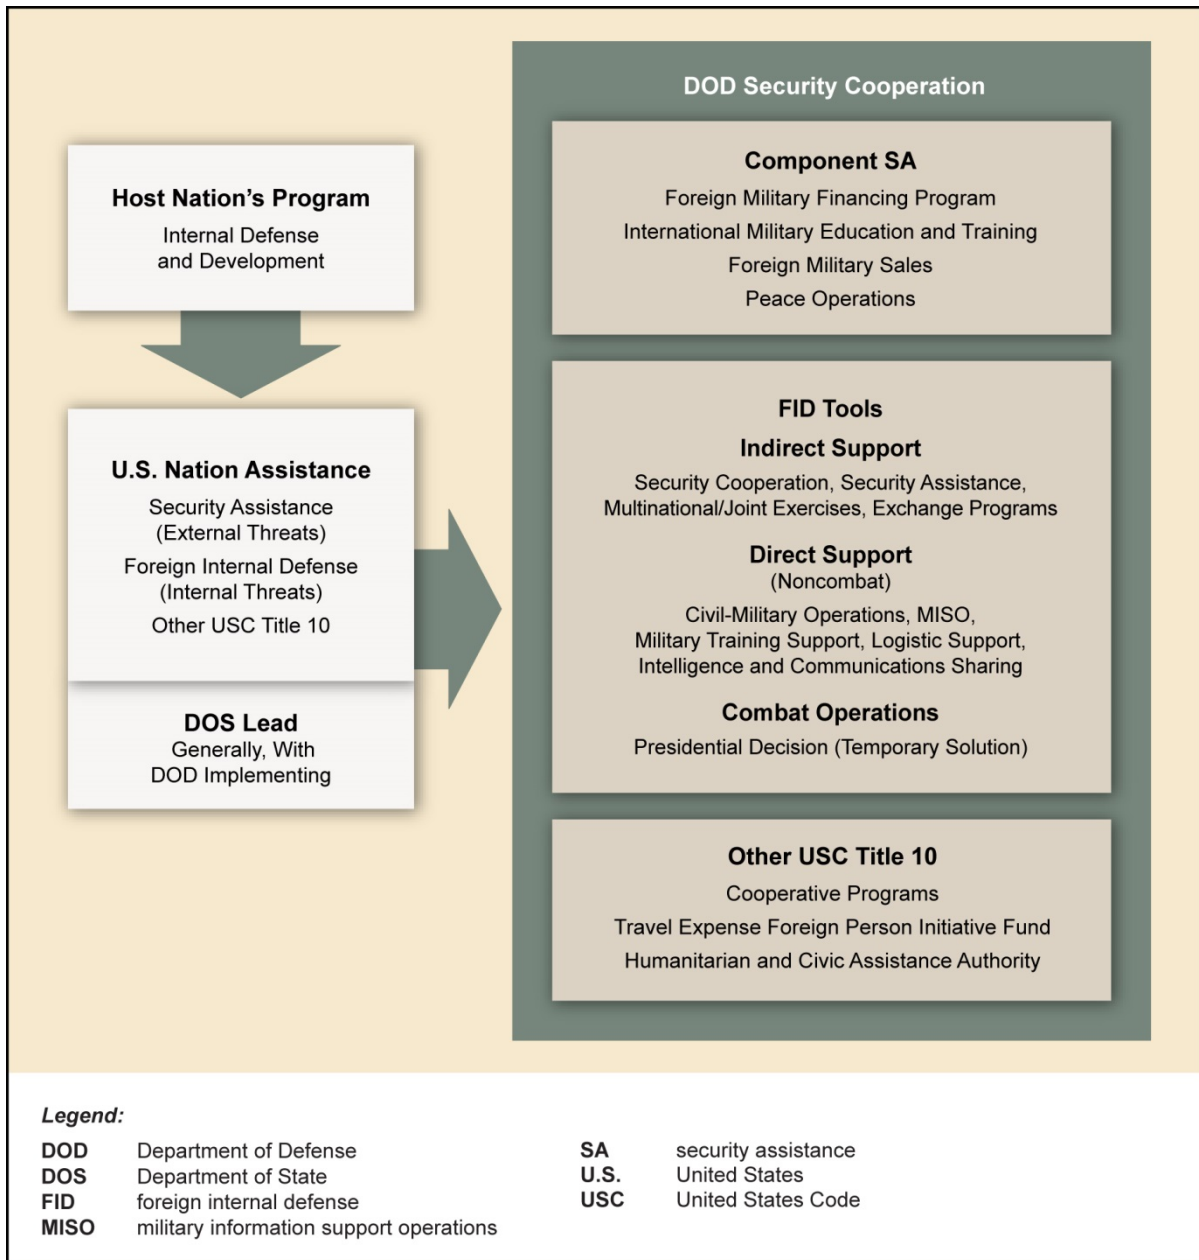 Host Nation’s Program
Internal Defense
and Development
U.S. Nation Assistance
Security Assistance
(External Threats)
Foreign Internal Defense
(Internal Threats)
Other USC Title 10
DOS Lead
Generally, With
DOD Implementing
DOD Security Cooperation
Component SA
Foreign Military Financing Program
International Military Education and Training
Foreign Military Sales
Peace Operations
FID Tools
Indirect Support
Security Cooperation, Security Assistance,
Multinational/Joint Exercises, Exchange Programs
Direct Support
(Noncombat)
Civil-Military Operations, MISO,
Military Training Support, Logistic Support,
Intelligence and Communications Sharing
Combat Operations
Presidential Decision (Temporary Solution)
Other USC Title 10
Cooperative Programs
Travel Expense Foreign Person Initiative Fund
Humanitarian and Civic Assistance Authority
Legend:
DOD Department of Defense
DOS Department of State
FID foreign internal defense
MISO military information support operations
SA security assistance
U.S. United States
USC United States Code